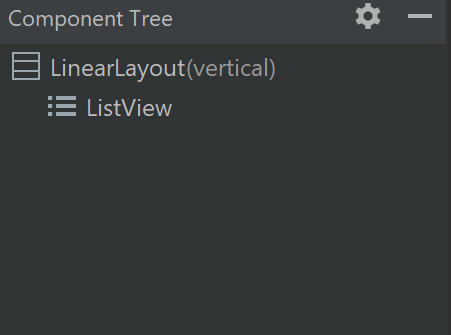 Component Tree
LinearLayout(vertical)
ListView